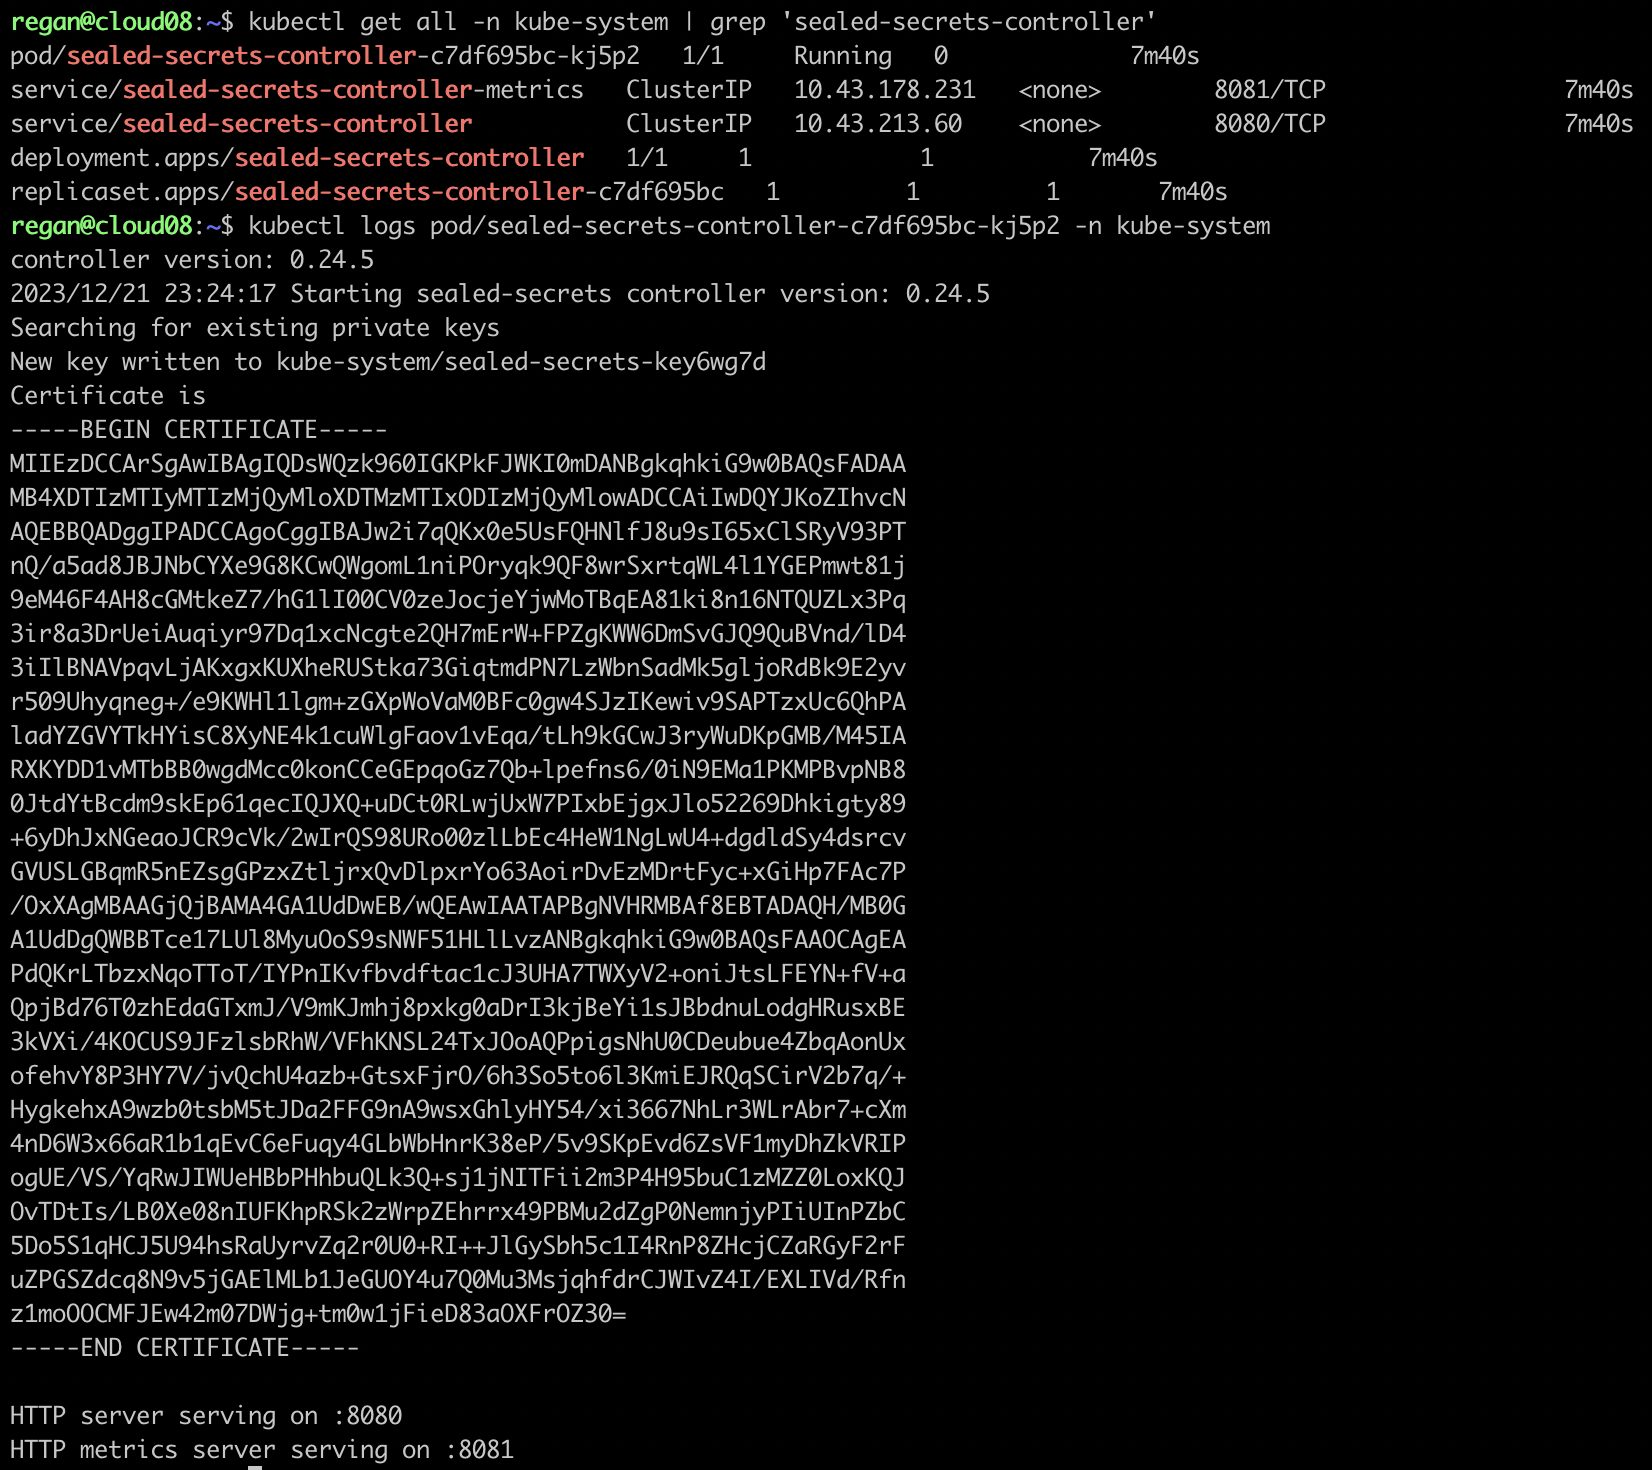 regan@cloud08:~$ kubectl get all -n kube-system | grep 'sealed-secrets-controller'
pod/sealed-secrets-controller-c7df695bc-kj5p2   1/1     Running   0             7m40s
service/sealed-secrets-controller-metrics   ClusterIP   10.43.178.231   <none>        8081/TCP                 7m40s
service/sealed-secrets-controller           ClusterIP   10.43.213.60    <none>        8080/TCP                 7m40s
deployment.apps/sealed-secrets-controller   1/1     1            1           7m40s
replicaset.apps/sealed-secrets-controller-c7df695bc   1         1         1       7m40s
regan@cloud08:~$ kubectl logs pod/sealed-secrets-controller-c7df695bc-kj5p2 -n kube-system
controller version: 0.24.5
2023/12/21 23:24:17 Starting sealed-secrets controller version: 0.24.5
Searching for existing private keys
New key written to kube-system/sealed-secrets-key6wg7d
Certificate is
-----BEGIN CERTIFICATE-----
MIIEzDCCArSgAwIBAgIQDsWQzk960IGKPkFJWKI0mDANBgkqhkiG9w0BAQsFADAA
MB4XDTIzMTIyMTIzMjQyMloXDTMzMTIxODIzMjQyMlowADCCAiIwDQYJKoZIhvcN
AQEBBQADggIPADCCAgoCggIBAJw2i7qQKx0e5UsFQHNlfJ8u9sI65xClSRyV93PT
nQ/a5ad8JBJNbCYXe9G8KCwQWgomL1niPOryqk9QF8wrSxrtqWL4l1YGEPmwt81j
9eM46F4AH8cGMtkeZ7/hG1lI00CV0zeJocjeYjwMoTBqEA81ki8n16NTQUZLx3Pq
3ir8a3DrUeiAuqiyr97Dq1xcNcgte2QH7mErW+FPZgKWW6DmSvGJQ9QuBVnd/lD4
3iIlBNAVpqvLjAKxgxKUXheRUStka73GiqtmdPN7LzWbnSadMk5gljoRdBk9E2yv
r509Uhyqneg+/e9KWHl1lgm+zGXpWoVaM0BFc0gw4SJzIKewiv9SAPTzxUc6QhPA
ladYZGVYTkHYisC8XyNE4k1cuWlgFaov1vEqa/tLh9kGCwJ3ryWuDKpGMB/M45IA
RXKYDD1vMTbBB0wgdMcc0konCCeGEpqoGz7Qb+lpefns6/0iN9EMa1PKMPBvpNB8
0JtdYtBcdm9skEp61qecIQJXQ+uDCt0RLwjUxW7PIxbEjgxJlo52269Dhkigty89
+6yDhJxNGeaoJCR9cVk/2wIrQS98URo00zlLbEc4HeW1NgLwU4+dgdldSy4dsrcv
GVUSLGBqmR5nEZsgGPzxZtljrxQvDlpxrYo63AoirDvEzMDrtFyc+xGiHp7FAc7P
/OxXAgMBAAGjQjBAMA4GA1UdDwEB/wQEAwIAATAPBgNVHRMBAf8EBTADAQH/MB0G
A1UdDgQWBBTce17LUl8MyuOoS9sNWF51HLlLvzANBgkqhkiG9w0BAQsFAAOCAgEA
PdQKrLTbzxNqoTToT/IYPnIKvfbvdftac1cJ3UHA7TWXyV2+oniJtsLFEYN+fV+a
QpjBd76T0zhEdaGTxmJ/V9mKJmhj8pxkg0aDrI3kjBeYi1sJBbdnuLodgHRusxBE
3kVXi/4KOCUS9JFzlsbRhW/VFhKNSL24TxJOoAQPpigsNhU0CDeubue4ZbqAonUx
ofehvY8P3HY7V/jvQchU4azb+GtsxFjrO/6h3So5to6l3KmiEJRQqSCirV2b7q/+
HygkehxA9wzb0tsbM5tJDa2FFG9nA9wsxGhlyHY54/xi3667NhLr3WLrAbr7+cXm
4nD6W3x66aR1b1qEvC6eFuqy4GLbWbHnrK38eP/5v9SKpEvd6ZsVF1myDhZkVRIP
ogUE/VS/YqRwJIWUeHBbPHhbuQLk3Q+sj1jNITFii2m3P4H95buC1zMZZ0LoxKQJ
OvTDtIs/LB0Xe08nIUFKhpRSk2zWrpZEhrrx49PBMu2dZgP0NemnjyPIiUInPZbC
5Do5S1qHCJ5U94hsRaUyrvZq2r0U0+RI++JlGySbh5c1I4RnP8ZHcjCZaRGyF2rF
uZPGSZdcq8N9v5jGAElMLb1JeGUOY4u7Q0Mu3MsjqhfdrCJWIvZ4I/EXLIVd/Rfn
z1moOOCMFJEw42m07DWjg+tm0w1jFieD83aOXFrOZ30=
-----END CERTIFICATE-----

HTTP server serving on :8080
HTTP metrics server serving on :8081